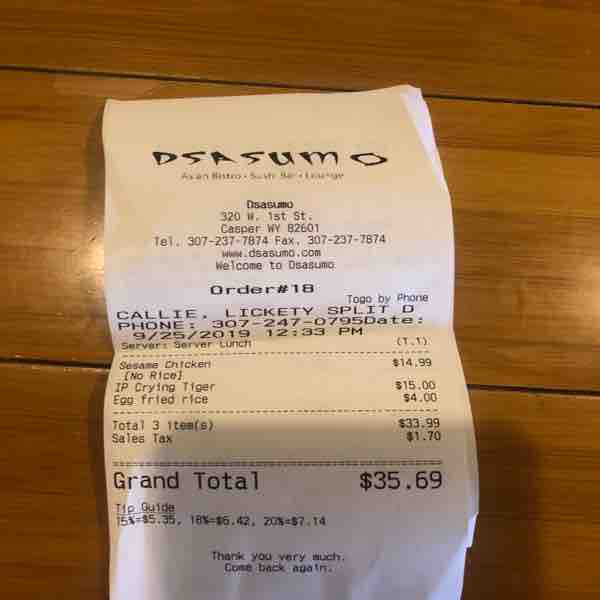 DSASUMO
Asian Bistro • Sushi Bar • Lounge
Dsasumo
320 W. 1st St.
Casper WY 82601
Tel. 307-237-7874 Fax. 307-237-7874
www.dsasumo.com
Welcome to Dsasumo
Order#18
Togo by Phone
CALLIE, LICKETY SPLIT D
PHONE: 307-247-0795Date:
9/25/2019 12:33 PM
Server: Server Lunch (T.1)
Sesame Chicken $14.99
[No Rice]
IP Crying Tiger $15.00
Egg fried rice $4.00
Total 3 item(s) $33.99
Sales Tax $1.70
Grand Total $35.69
Tip Guide
15%=$5.35, 18%=$6.42, 20%=$7.14
Thank you very much.
Come back again.